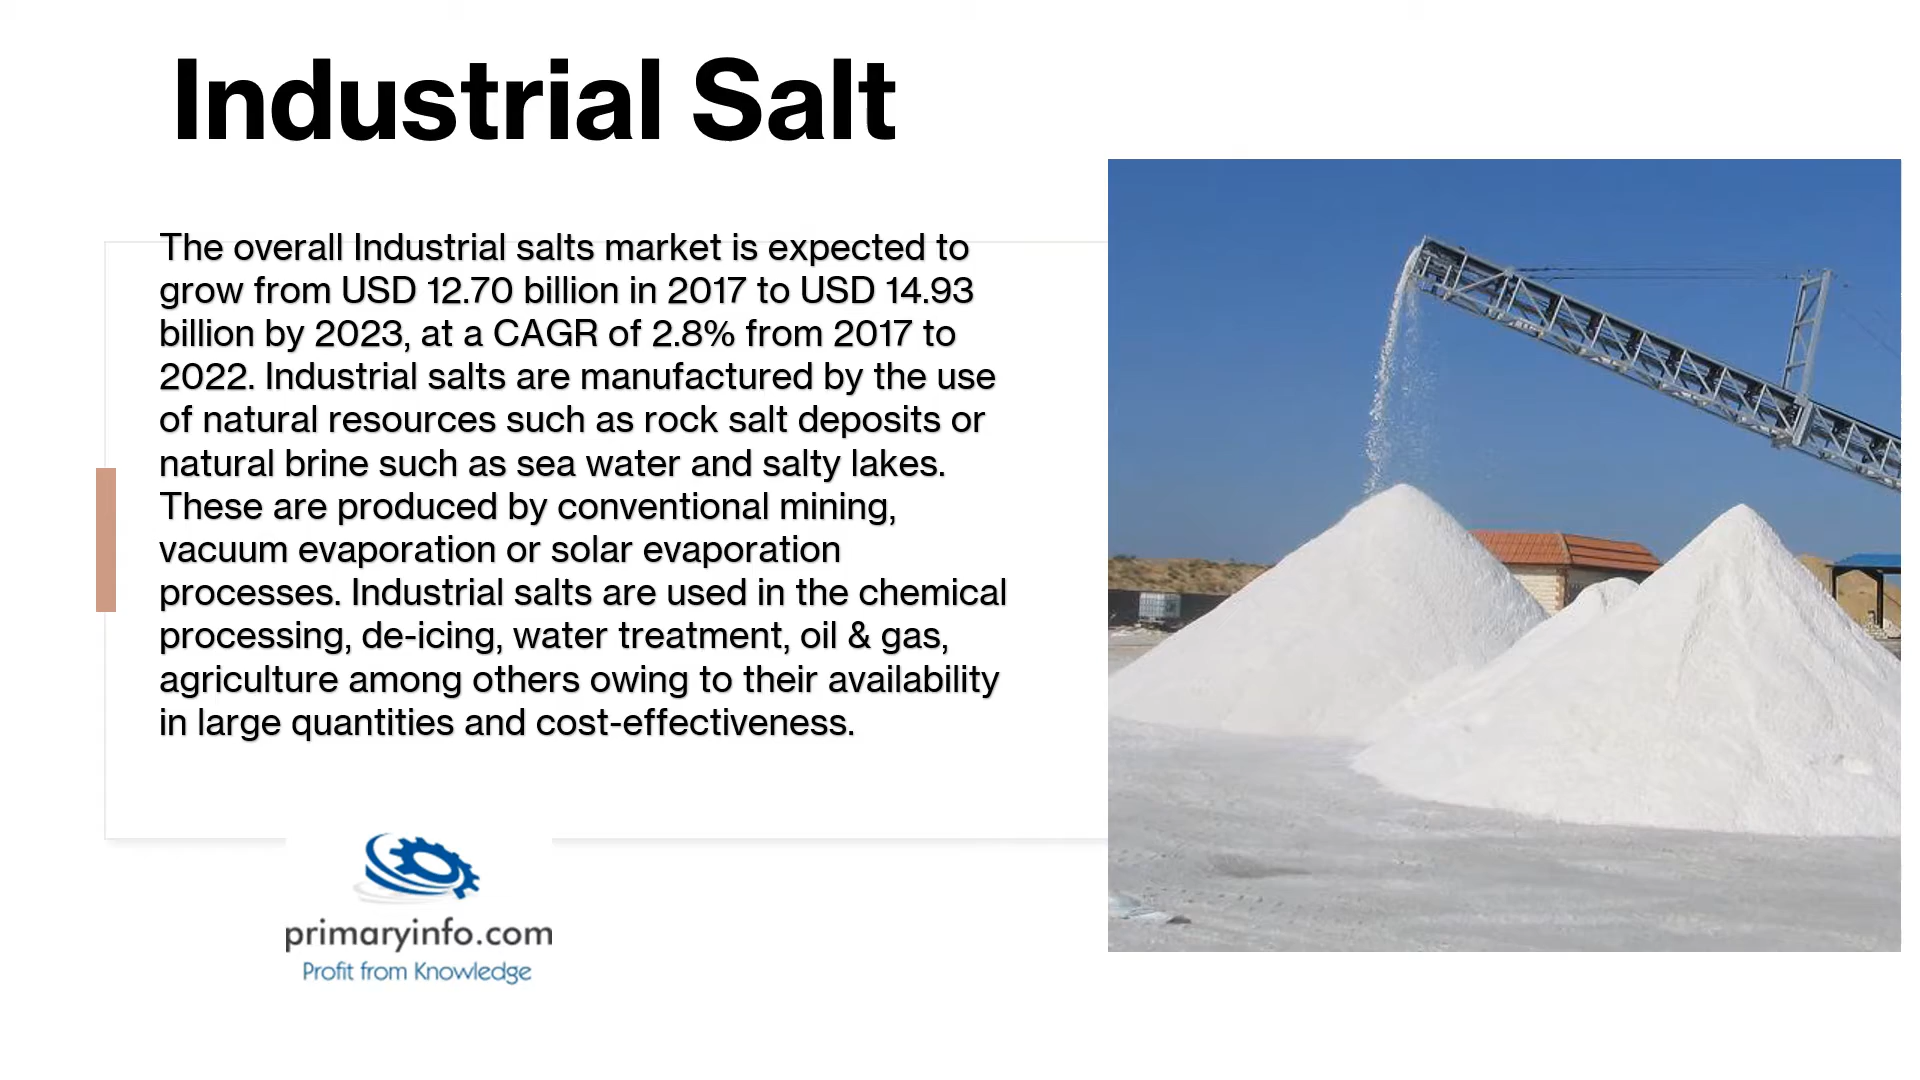 Industrial Salt
The overall Industrial salts market is expected to
grow from USD 12.70 billion in 2017 to USD 14.93
billion by 2023, at a CAGR of 2.8% from 2017 to
2022. Industrial salts are manufactured by the use
of natural resources such as rock salt deposits or
natural brine such as sea water and salty lakes.
These are produced by conventional mining,
vacuum evaporation or solar evaporation
processes. Industrial salts are used in the chemical
processing, de-icing, water treatment, oil & gas,
agriculture among others owing to their availability
in large quantities and cost-effectiveness.
primaryinfo.com
Profit from Knowledge